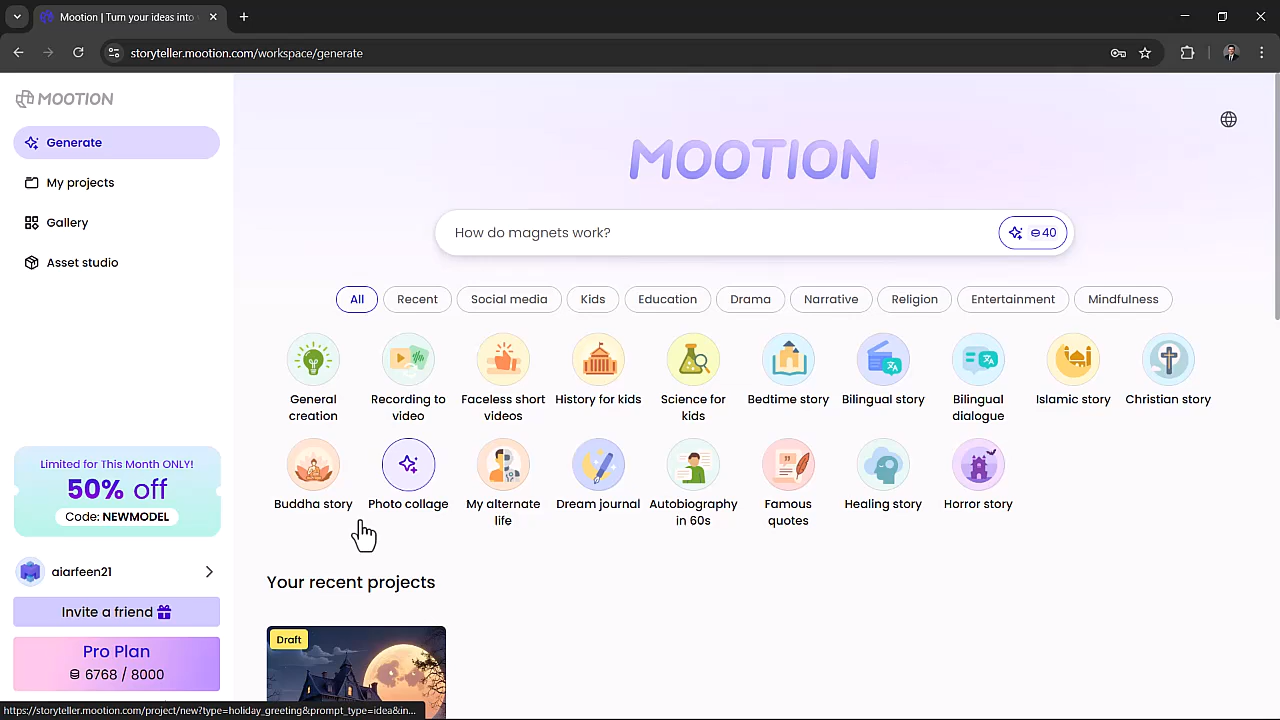 Mootion | Turn your ideas into
storyteller.mootion.com/workspace/generate
MOOTION
Generate
My projects
Gallery
Asset studio
Limited for This Month ONLY!
50% off
Code: NEWMODEL
aiarfeen21
Invite a friend
Pro Plan
6768 / 8000
MOOTION
How do magnets work?
40
All
Recent
Social media
Kids
Education
Drama
Narrative
Religion
Entertainment
Mindfulness
General
creation
Recording to
video
Faceless short
videos
History for kids
Science for
kids
Bedtime story
Bilingual story
Bilingual
dialogue
Islamic story
Christian story
Buddha story
Photo collage
My alternate
life
Dream journal
Autobiography
in 60s
Famous
quotes
Healing story
Horror story
Your recent projects
Draft
https://storyteller.mootion.com/project/new?type=holiday_greeting&prompt_type=idea&in...